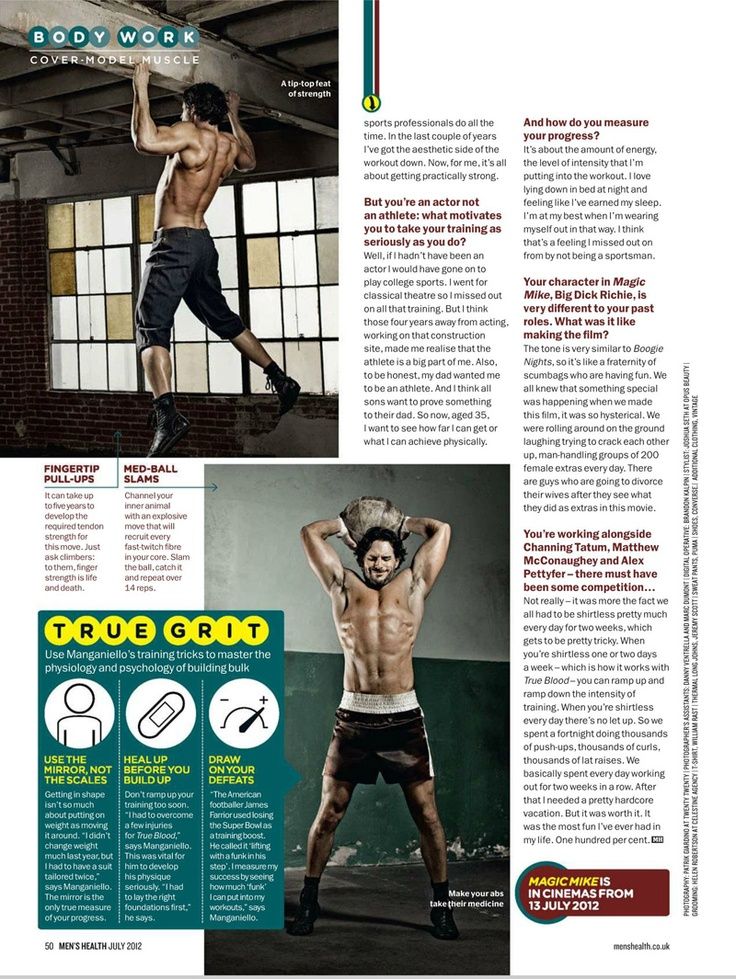 BODY WORK
COVER-MODEL MUSCLE
A tip-top feat
of strength
FINGERTIP
PULL-UPS
It can take up
to five years to
develop the
required tendon
strength for
this move. Just
ask climbers:
to them, finger
strength is life
and death.
MED-BALL
SLAMS
Channel your
inner animal
with an explosive
move that will
recruit every
fast-twitch fibre
in your core. Slam
the ball, catch it
and repeat over
14 reps.
TRUE GRIT
Use Manganiello's training tricks to master the
physiology and psychology of building bulk
USE THE
MIRROR, NOT
THE SCALES
Getting in shape
isn't so much
about putting on
weight as moving
it around. "I didn't
change weight
much last year, but
I had to have a suit
tailored twice,"
says Manganiello.
The mirror is the
only true measure
of your progress.
HEAL UP
BEFORE YOU
BUILD UP
Don't ramp up your
training too soon.
"I had to overcome
a few injuries
for True Blood,"
says Manganiello.
This was vital for
him to develop
his physique
seriously. "I had
to lay the right
foundations first,"
he says.
DRAW
ON YOUR
DEFEATS
"The American
footballer James
Farrior used losing
the Super Bowl as
a training boost.
He called it 'lifting
with a funk in his
step'. I measure my
success by seeing
how much 'funk'
I can put into my
workouts," says
Manganiello.
Make your abs
take their medicine
sports professionals do all the
time. In the last couple of years
I've got the aesthetic side of the
workout down. Now, for me, it's all
about getting practically strong.
But you're an actor not
an athlete: what motivates
you to take your training as
seriously as you do?
Well, if I hadn't have been an
actor I would have gone on to
play college sports. I went for
classical theatre so I missed out
on all that training. But I think
those four years away from acting,
working on that construction
site, made me realise that the
athlete is a big part of me. Also,
to be honest, my dad wanted me
to be an athlete. And I think all
sons want to prove something
to their dad. So now, aged 35,
I want to see how far I can get or
what I can achieve physically.
And how do you measure
your progress?
It's about the amount of energy,
the level of intensity that I'm
putting into the workout. I love
lying down in bed at night and
feeling like I've earned my sleep.
I'm at my best when I'm wearing
myself out in that way. I think
that's a feeling I missed out on
from by not being a sportsman.
Your character in Magic
Mike, Big Dick Richie, is
very different to your past
roles. What was it like
making the film?
The tone is very similar to Boogie
Nights, so it's like a fraternity of
scumbags who are having fun. We
all knew that something special
was happening when we made
this film, it was so hysterical. We
were rolling around on the ground
laughing trying to crack each other
up, man-handling groups of 200
female extras every day. There
are guys who are going to divorce
their wives after they see what
they did as extras in this movie.
You're working alongside
Channing Tatum, Matthew
McConaughey and Alex
Pettyfer – there must have
been some competition…
Not really – it was more the fact we
all had to be shirtless pretty much
every day for two weeks, which
gets to be pretty tricky. When
you're shirtless one or two days
a week – which is how it works with
True Blood – you can ramp up and
ramp down the intensity of
training. When you're shirtless
every day there's no let up. So we
spent a fortnight doing thousands
of push-ups, thousands of curls,
thousands of lat raises. We
basically spent every day working
out for two weeks in a row. After
that I needed a pretty hardcore
vacation. But it was worth it. It
was the most fun I've ever had in
my life. One hundred per cent. MH
MAGIC MIKE IS
IN CINEMAS FROM
13 JULY 2012
PHOTOGRAPHY: PATRIK GIARDINO AT TWENTY TWENTY | PHOTOGRAPHER'S ASSISTANTS: DANNY VENTRELLA AND MARC DUMONT | DIGITAL OPERATIVE: BRANDON KALPIN | STYLIST: JOSHUA SETH AT OPUS BEAUTY |
GROOMING: HELEN ROBERTSON AT CELESTINE AGENCY | T-SHIRT, WILLIAM RAST | THERMAL LONG JOHNS, JEREMY SCOTT | SWEAT PANTS, PUMA | SHOES, CONVERSE | ADDITIONAL CLOTHING, VINTAGE
50 MEN'S HEALTH JULY 2012
menshealth.co.uk